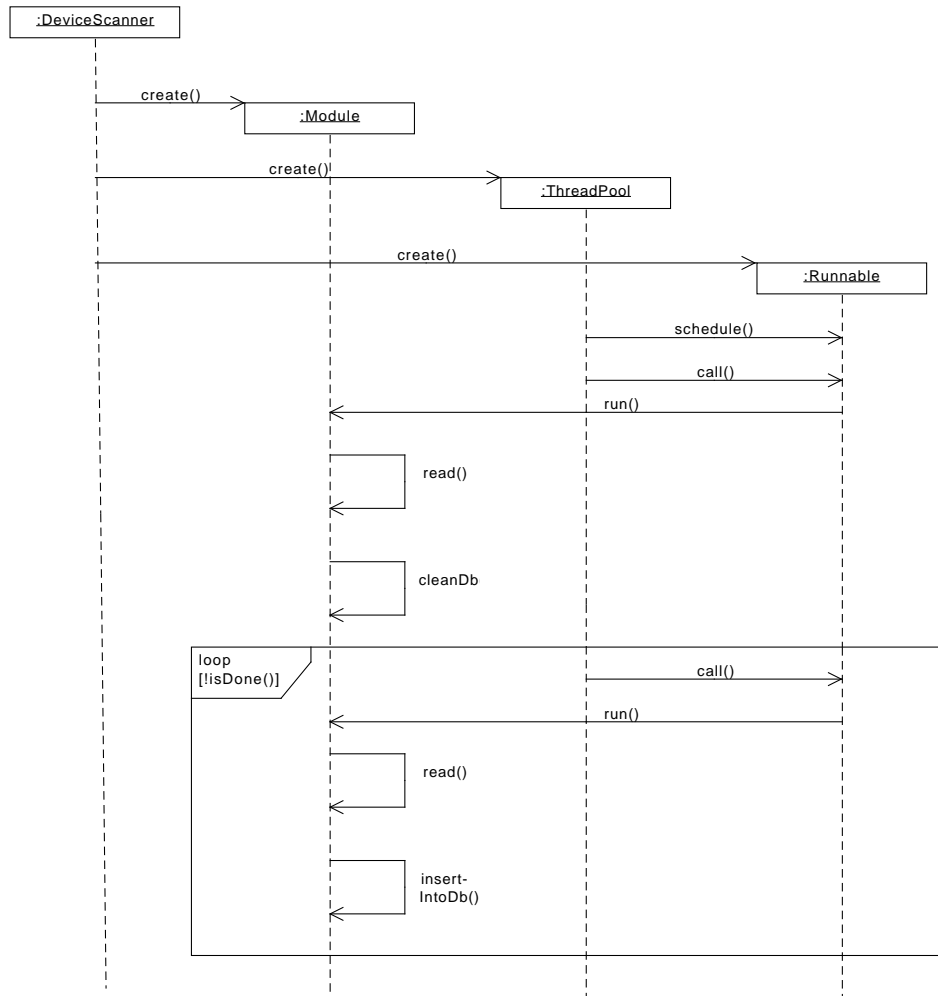 :DeviceScanner
create()
:Module
create()
:ThreadPool
create()
:Runnable
schedule()
call()
run()
read()
cleanDb
loop
[!isDone()]
call()
run()
read()
insert-
IntoDb()